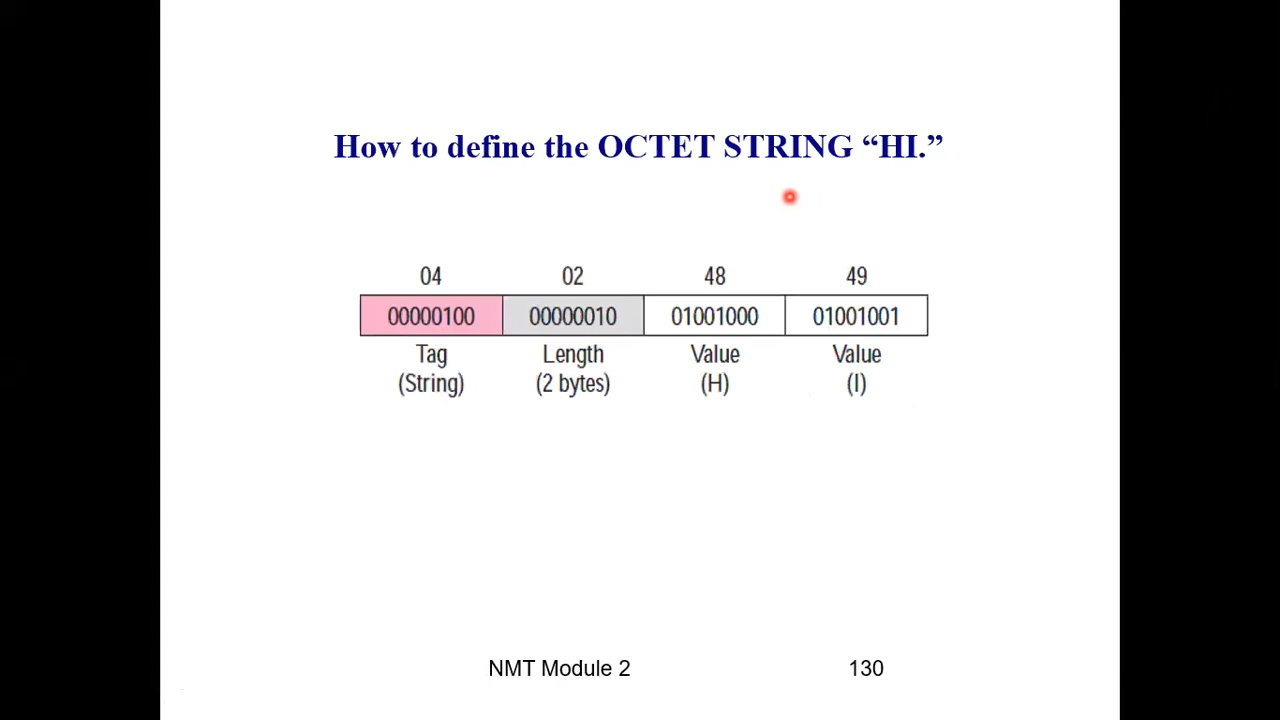 How to define the OCTET STRING “HI.”
04 02 48 49
00000100 00000010 01001000 01001001
Tag Length Value Value
(String) (2 bytes) (H) (I)
NMT Module 2 130